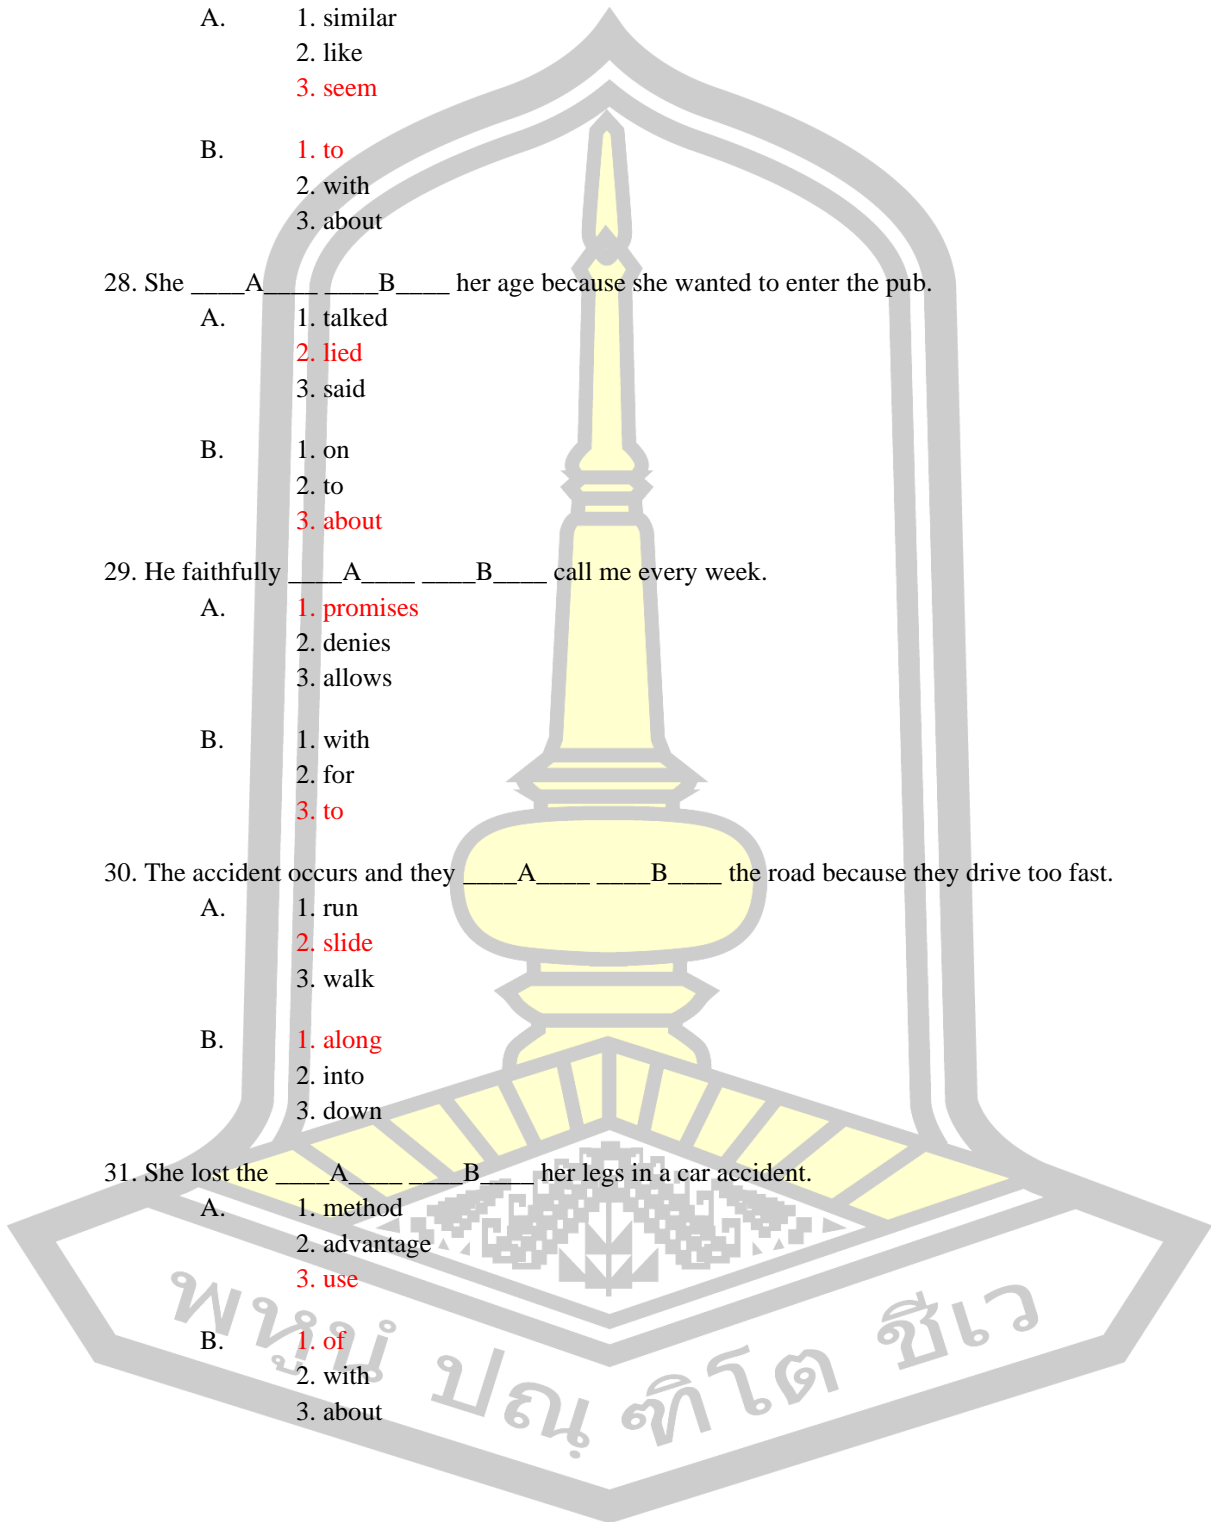 A. 1. similar
2. like
3. seem
B. 1. to
2. with
3. about
28. She ____A____ ____B____ her age because she wanted to enter the pub.
A. 1. talked
2. lied
3. said
B. 1. on
2. to
3. about
29. He faithfully ____A____ ____B____ call me every week.
A. 1. promises
2. denies
3. allows
B. 1. with
2. for
3. to
30. The accident occurs and they ____A____ ____B____ the road because they drive too fast.
A. 1. run
2. slide
3. walk
B. 1. along
2. into
3. down
31. She lost the ____A____ ____B____ her legs in a car accident.
A. 1. method
2. advantage
3. use
B. 1. of
2. with
3. about
พหูนํ ปณฺฑิโต ชีเว